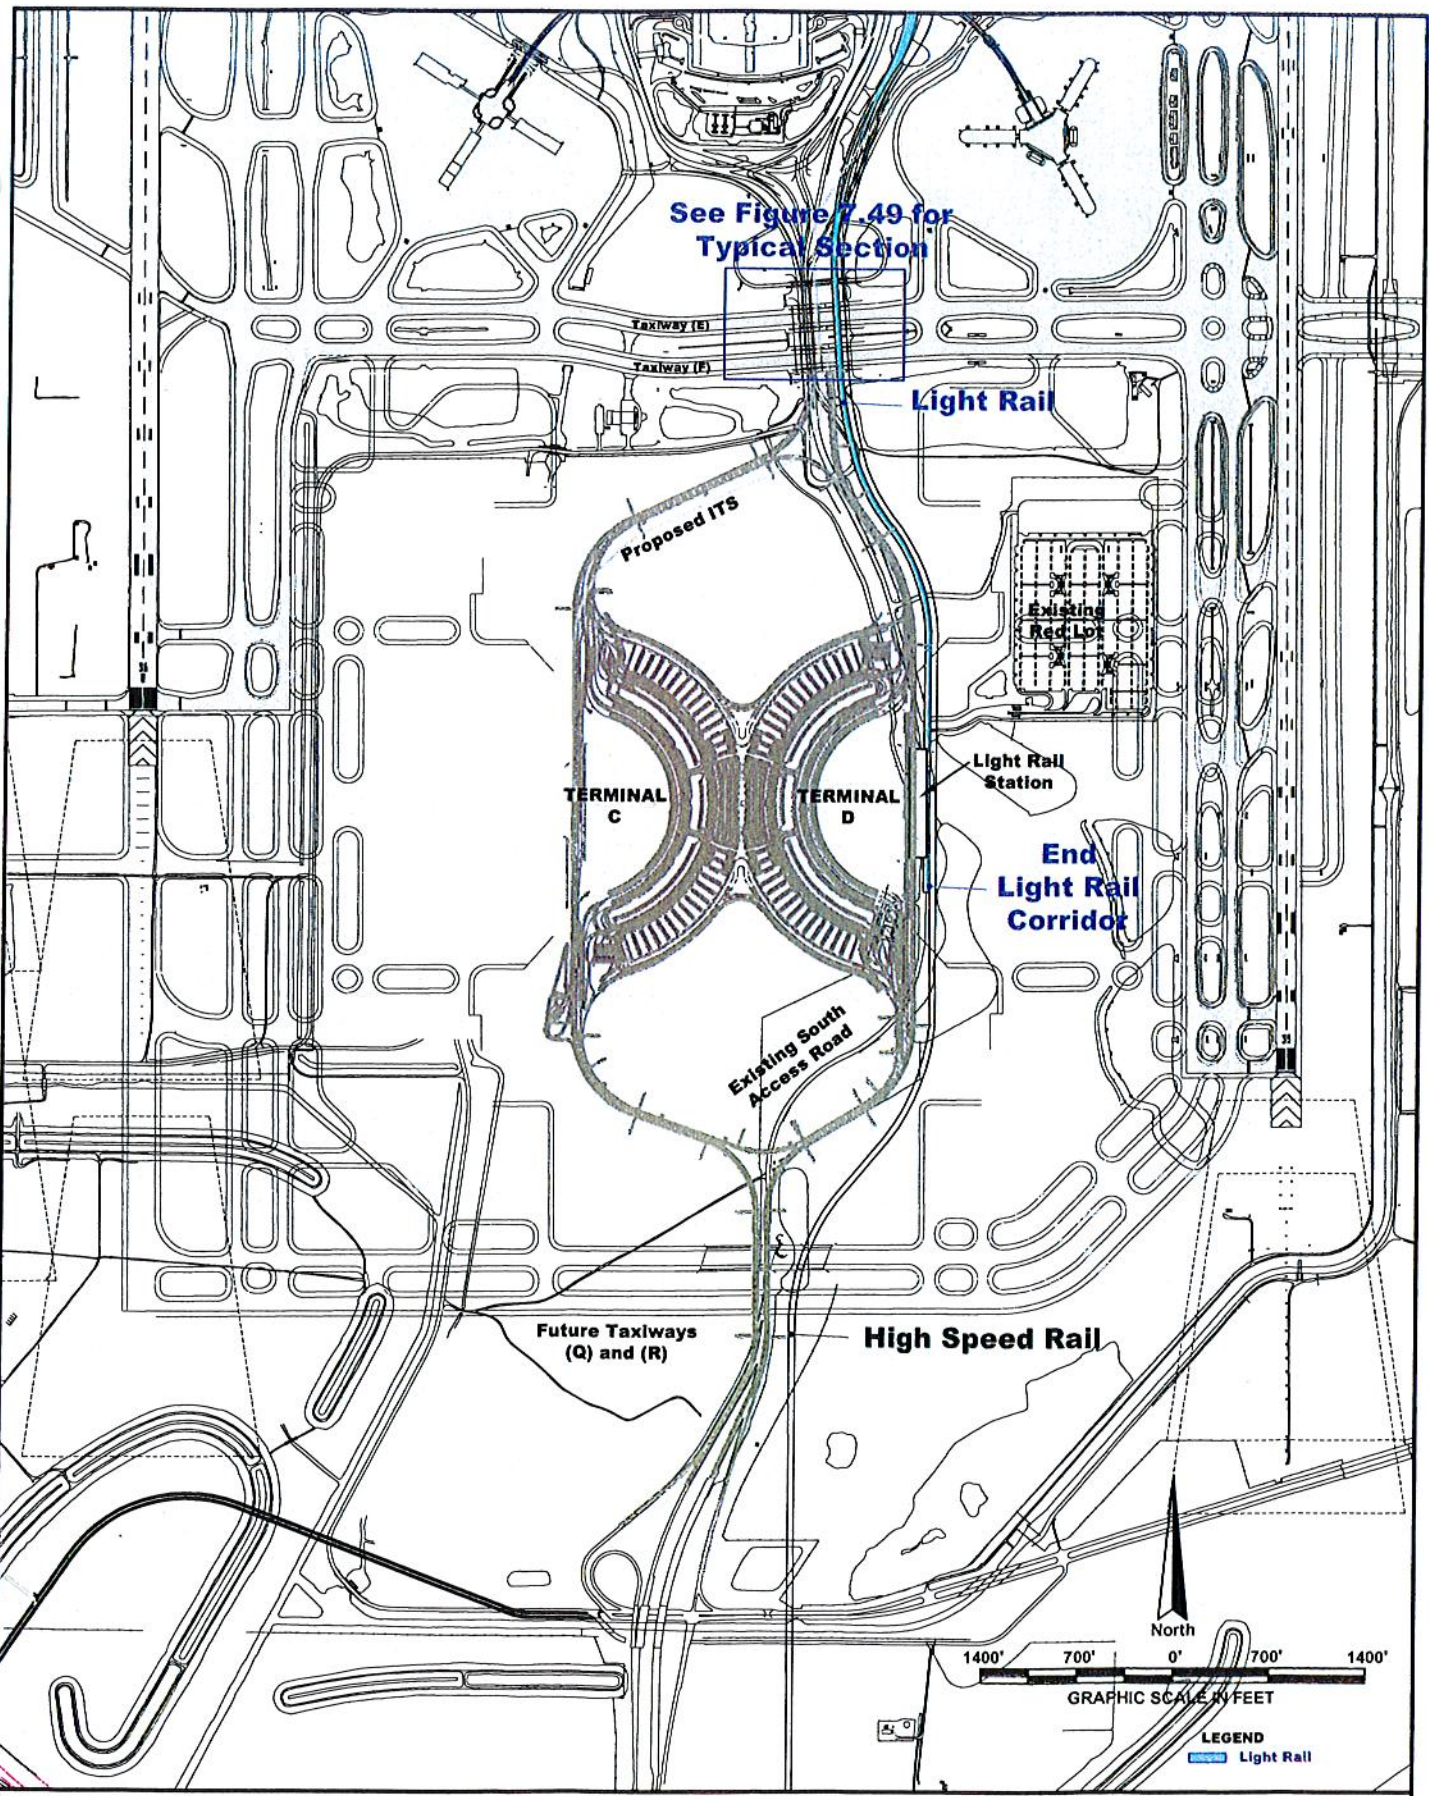 See Figure 7.49 for
Typical Section
Taxiway (E)
Taxiway (F)
Light Rail
Proposed ITS
Existing
Red Lot
Light Rail
Station
TERMINAL
C
TERMINAL
D
End
Light Rail
Corridor
Existing South
Access Road
Future Taxiways
(Q) and (R)
High Speed Rail
North
1400' 700' 0' 700' 1400'
GRAPHIC SCALE IN FEET
LEGEND
Light Rail